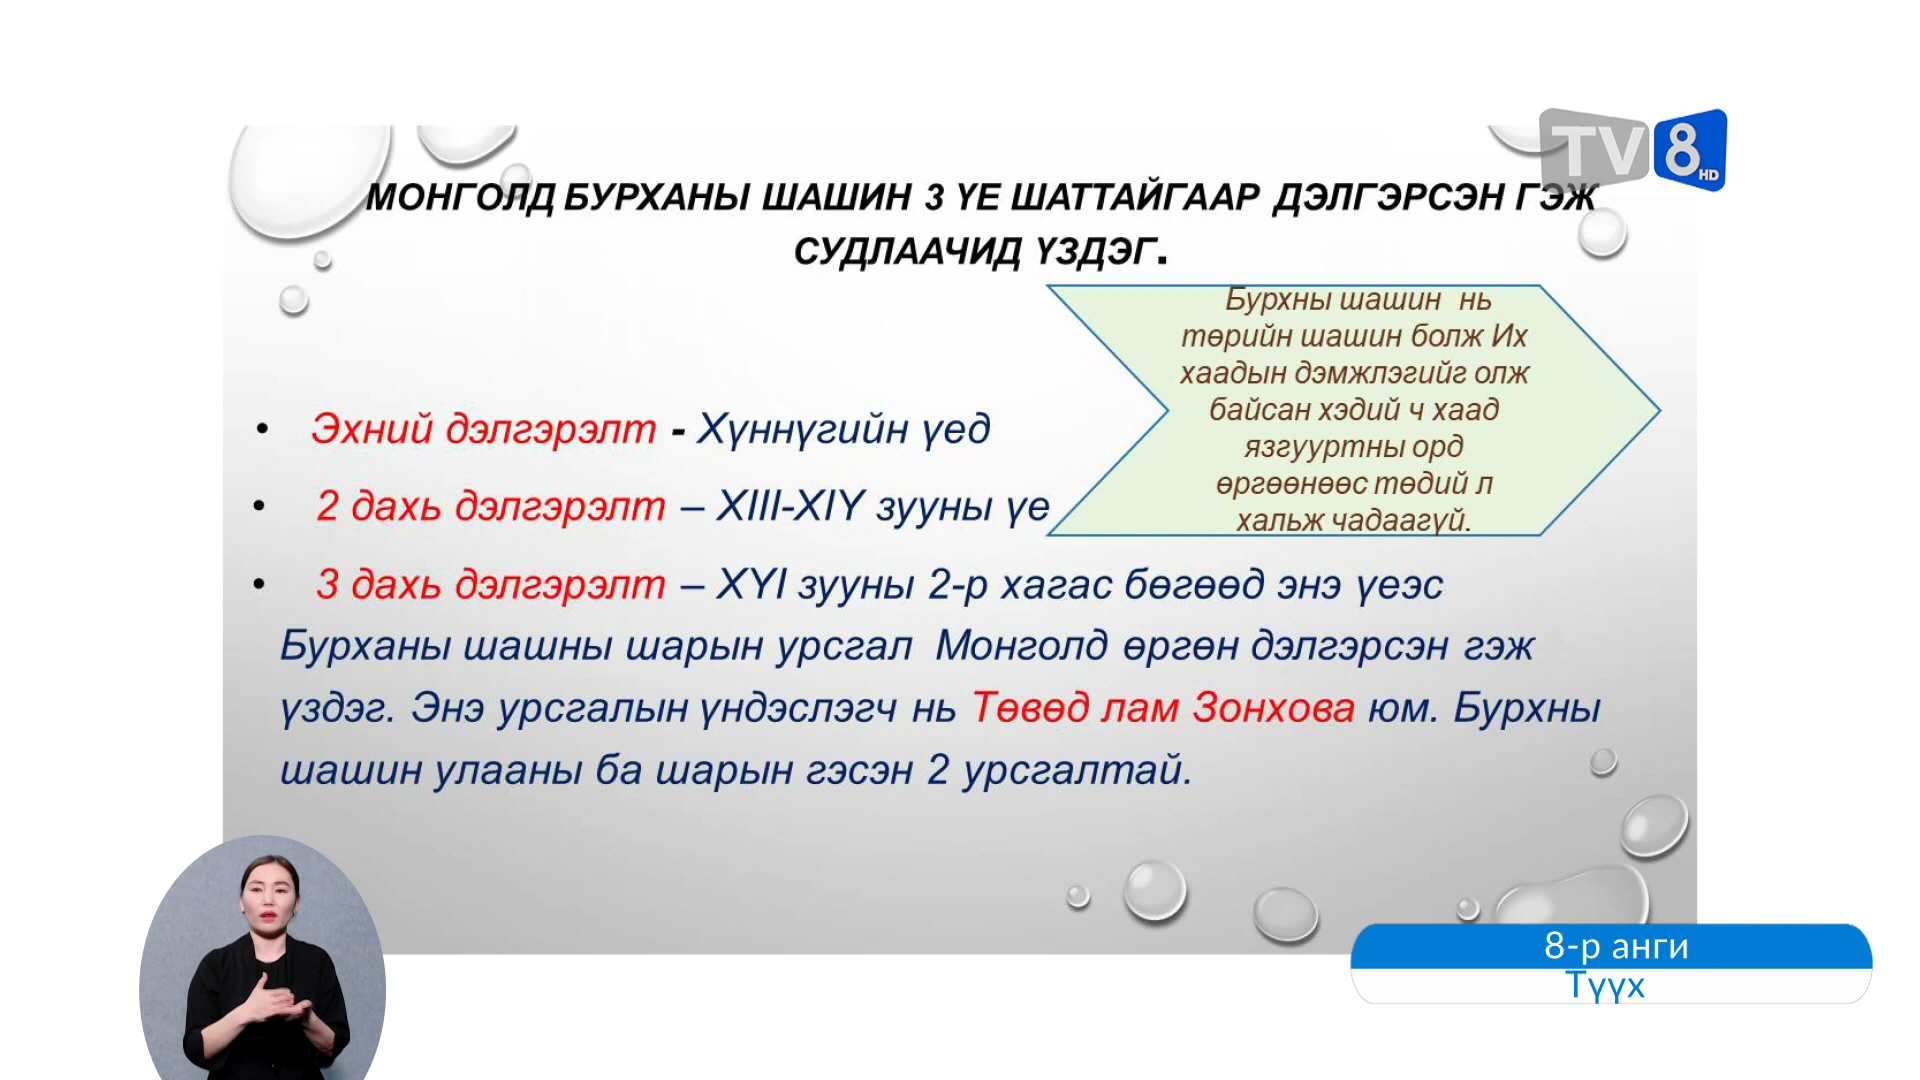 TV8 HD
МОНГОЛД БУРХАНЫ ШАШИН 3 ҮЕ ШАТТАЙГААР ДЭЛГЭРСЭН ГЭЖ
СУДЛААЧИД ҮЗДЭГ.
Бурхны шашин нь
төрийн шашин болж Их
хаадын дэмжлэгийг олж
байсан хэдий ч хаад
язгууртны орд
өргөөнөөс төдий л
хальж чадаагүй.
• Эхний дэлгэрэлт - Хүннүгийн үед
• 2 дахь дэлгэрэлт – XIII-XIY зууны үе
• 3 дахь дэлгэрэлт – XYI зууны 2-р хагас бөгөөд энэ үеэс
Бурханы шашны шарын урсгал Монголд өргөн дэлгэрсэн гэж
үздэг. Энэ урсгалын үндэслэгч нь Төвөд лам Зонхова юм. Бурхны
шашин улааны ба шарын гэсэн 2 урсгалтай.
8-р анги
Түүх